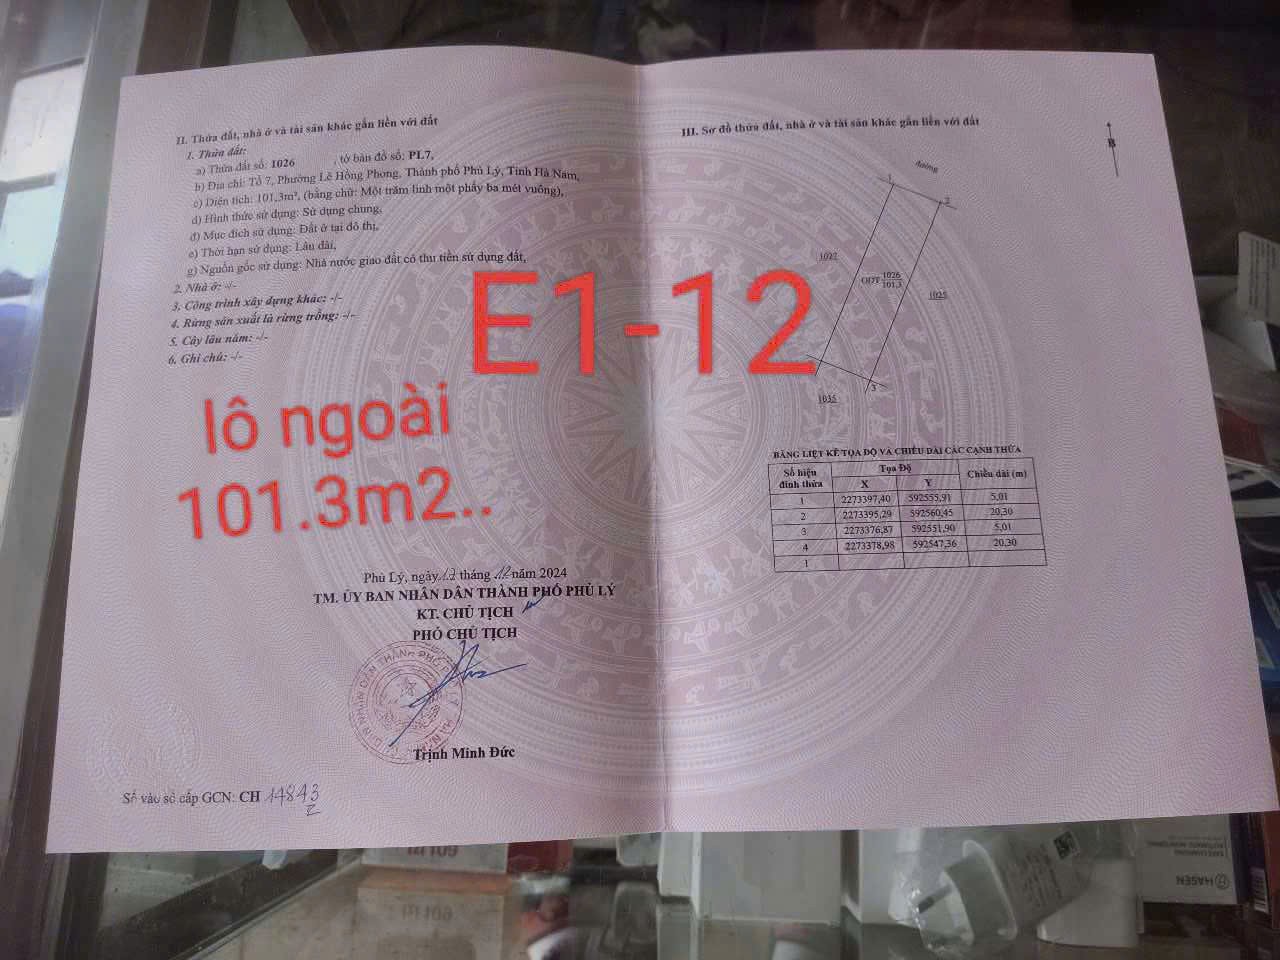 II. Thửa đất, nhà ở và tài sản khác gắn liền với đất
1. Thửa đất:
a) Thửa đất số: 1026 , tờ bản đồ số: PL7,
b) Địa chỉ: Tổ 7, Phường Lê Hồng Phong, Thành phố Phủ Lý, Tỉnh Hà Nam,
c) Diện tích: 101,3m², (bằng chữ: Một trăm linh một phẩy ba mét vuông),
d) Hình thức sử dụng: Sử dụng chung,
đ) Mục đích sử dụng: Đất ở tại đô thị,
e) Thời hạn sử dụng: Lâu dài,
g) Nguồn gốc sử dụng: Nhà nước giao đất có thu tiền sử dụng đất,
2. Nhà ở: -/-
3. Công trình xây dựng khác: -/-
4. Rừng sản xuất là rừng trồng: -/-
5. Cây lâu năm: -/-
6. Ghi chú: -/-
E1-12
lô ngoài
101.3m2..
Phủ Lý, ngày 17 tháng 12 năm 2024
TM. ỦY BAN NHÂN DÂN THÀNH PHỐ PHỦ LÝ
KT. CHỦ TỊCH
PHÓ CHỦ TỊCH
Trịnh Minh Đức
Số vào sổ cấp GCN: CH 14843
III. Sơ đồ thửa đất, nhà ở và tài sản khác gắn liền với đất
B
đường
1
2
1027
ODT 1026
101,3
1025
3
1035
BẢNG LIỆT KÊ TỌA ĐỘ VÀ CHIỀU DÀI CÁC CẠNH THỬA
Số hiệu đỉnh thửa Tọa Độ Chiều dài (m)
X Y
1 2273397,40 592555,91 5,01
2 2273395,29 592560,45 20,30
3 2273376,87 592551,90 5,01
4 2273378,98 592547,36 20,30
1
HASEN